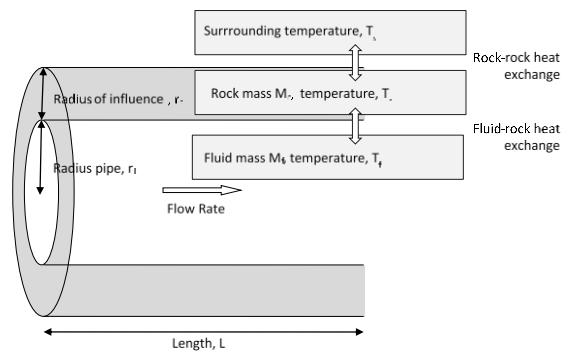 Surrrounding temperature, T
Rock-rock heat
exchange
Radius of influence , r
Rock mass M , temperature, T
Fluid-rock heat
exchange
Fluid mass M , temperature, T_f
Radius pipe, r
Flow Rate
Length, L